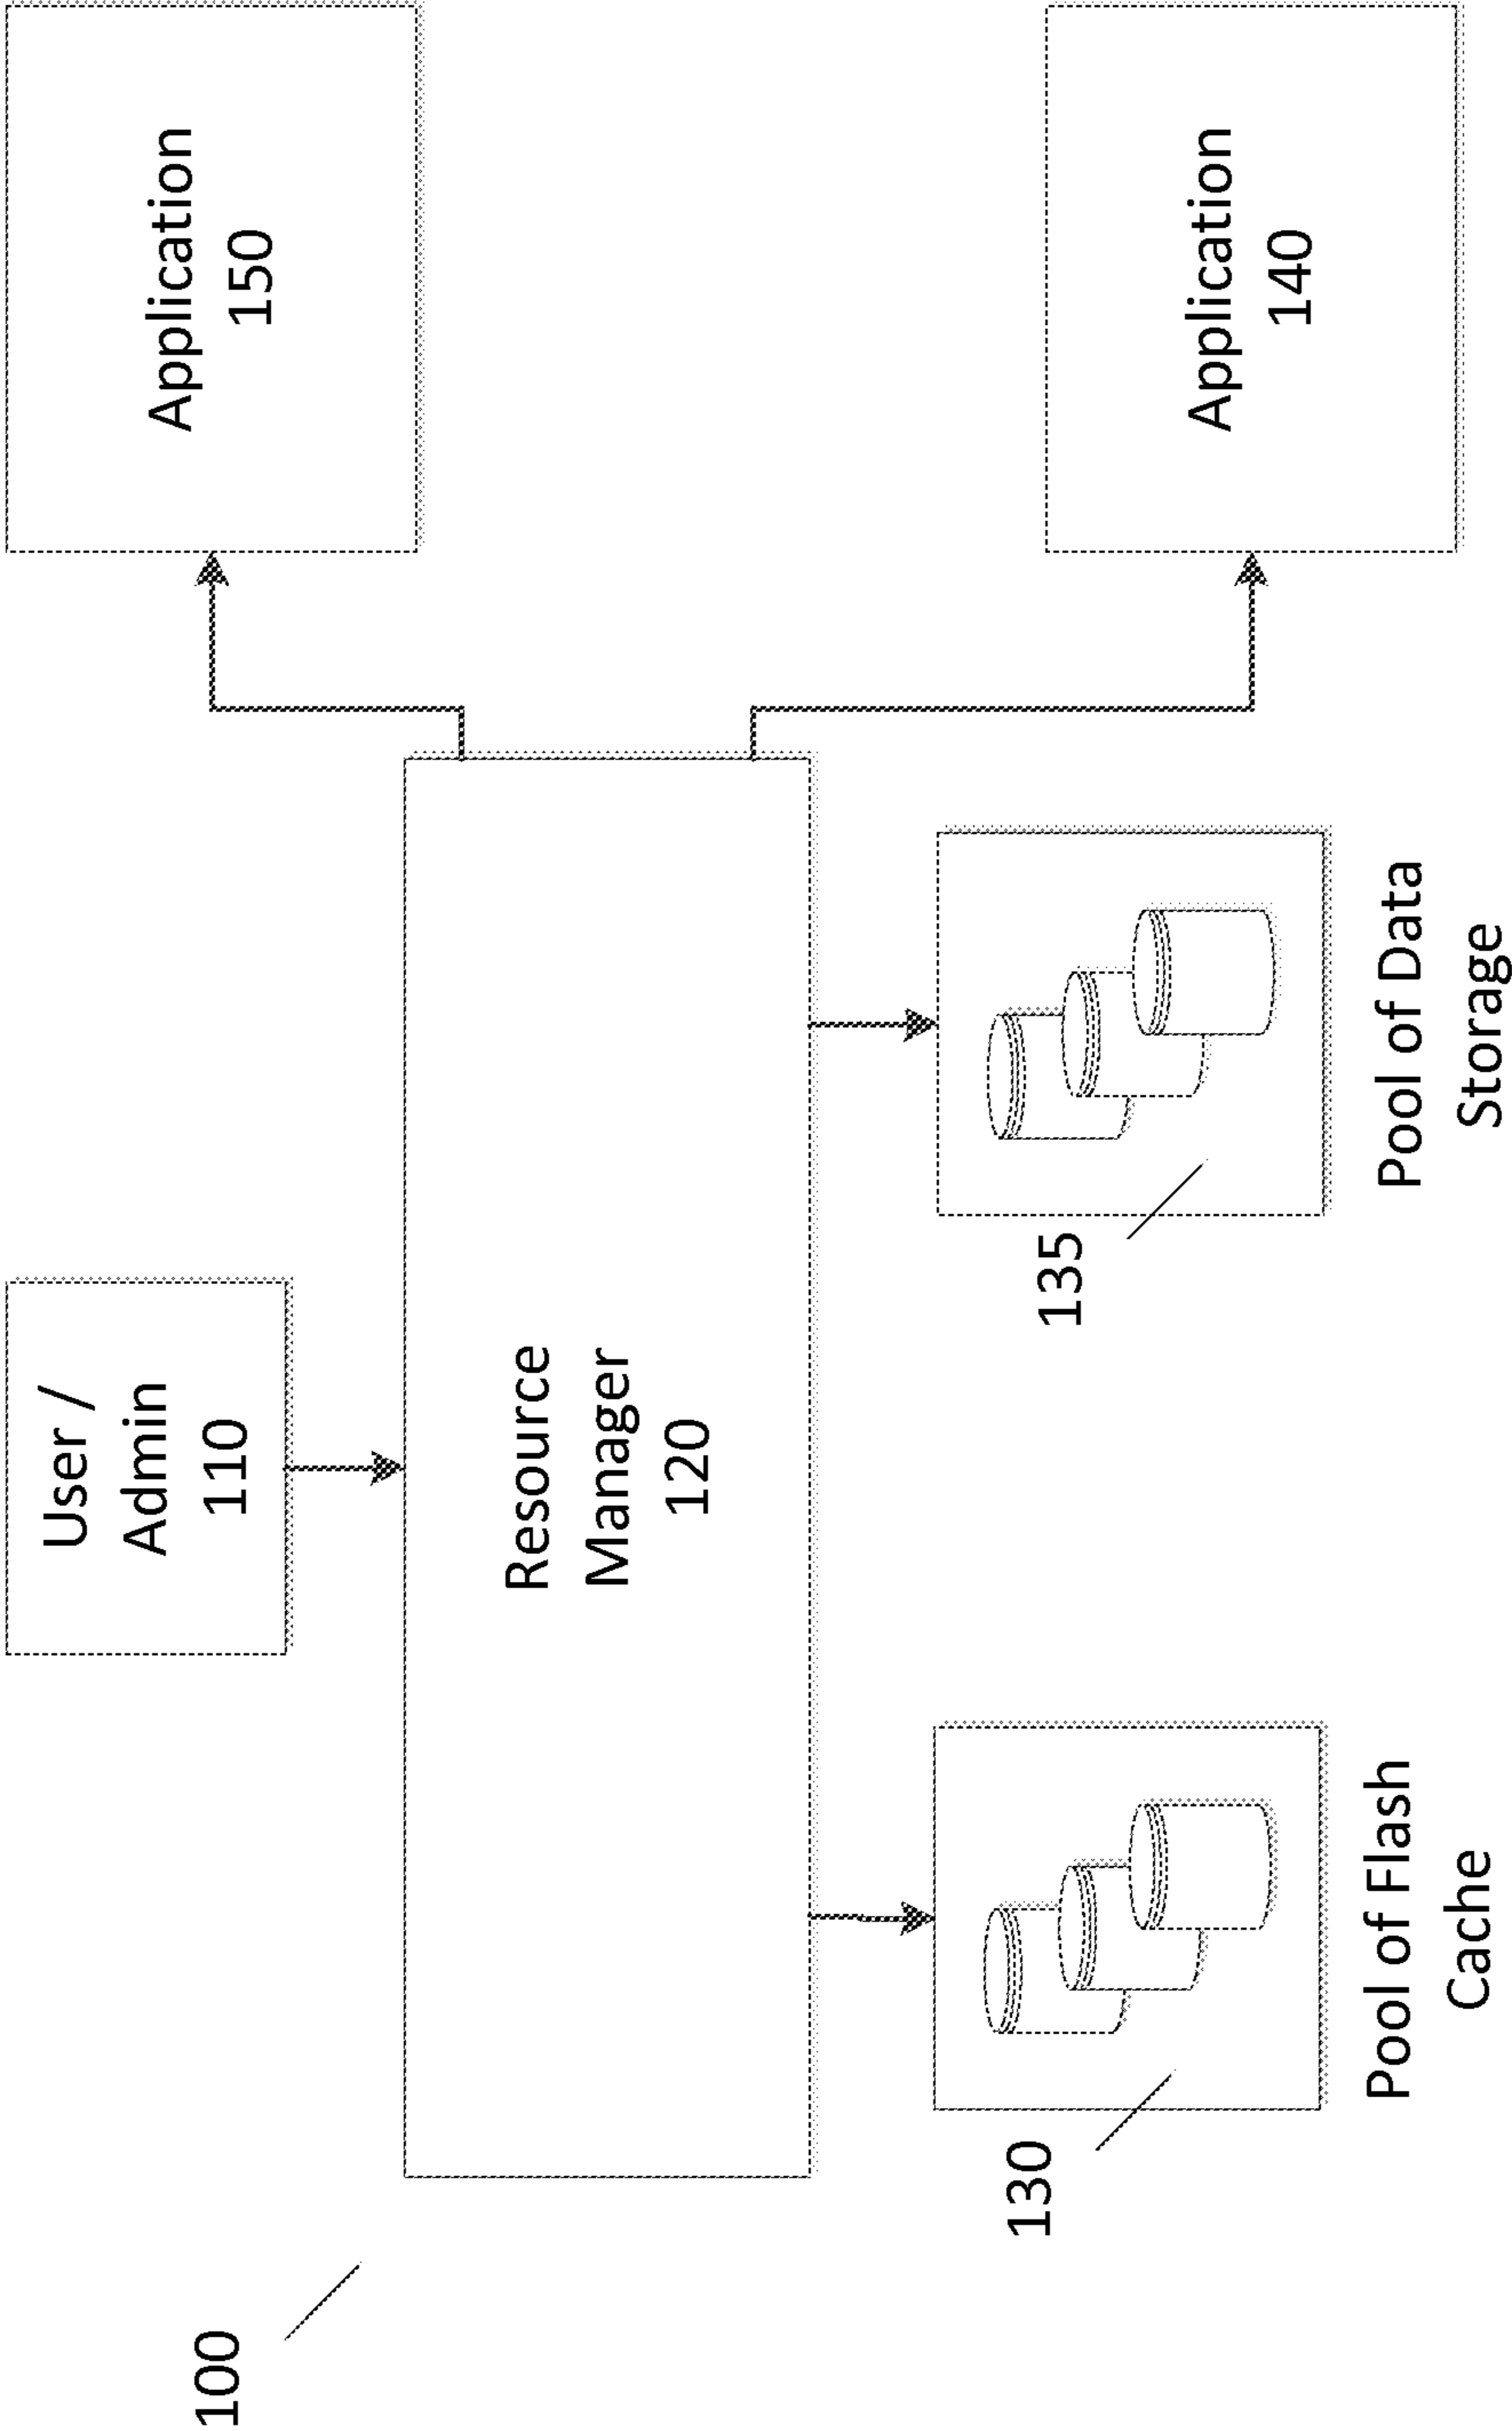 100
User /
Admin
110
Application
150
Resource
Manager
120
130
Pool of Flash
Cache
135
Pool of Data
Storage
Application
140